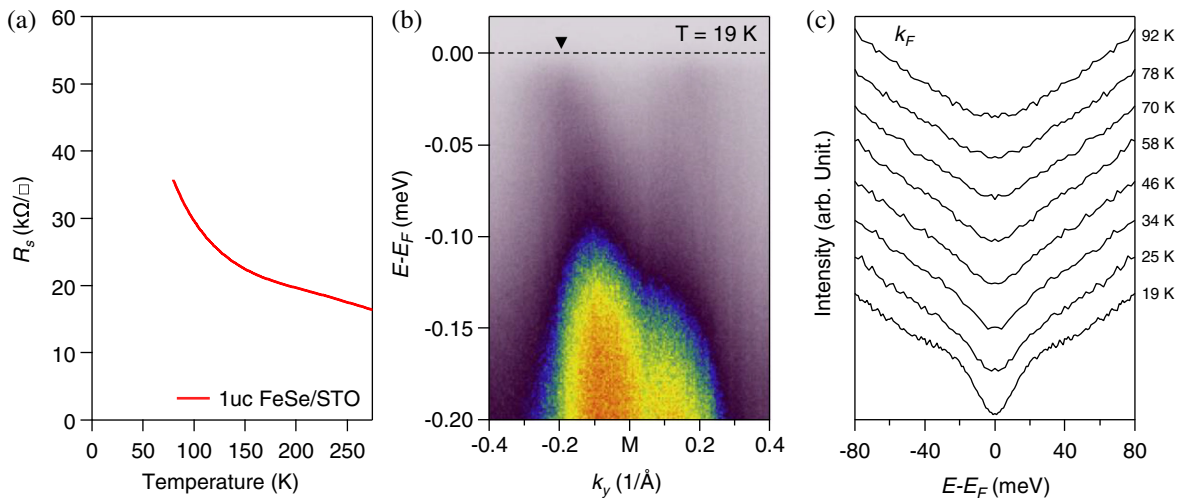 (a)
60
50
40
30
20
10
0
R_s (kΩ/□)
1uc FeSe/STO
0 50 100 150 200 250
Temperature (K)
(b)
T = 19 K
0.00
-0.05
-0.10
-0.15
-0.20
E-E_F (meV)
-0.4 -0.2 M 0.2 0.4
k_y (1/Å)
(c)
k_F
92 K
78 K
70 K
58 K
46 K
34 K
25 K
19 K
Intensity (arb. Unit.)
-80 -40 0 40 80
E-E_F (meV)